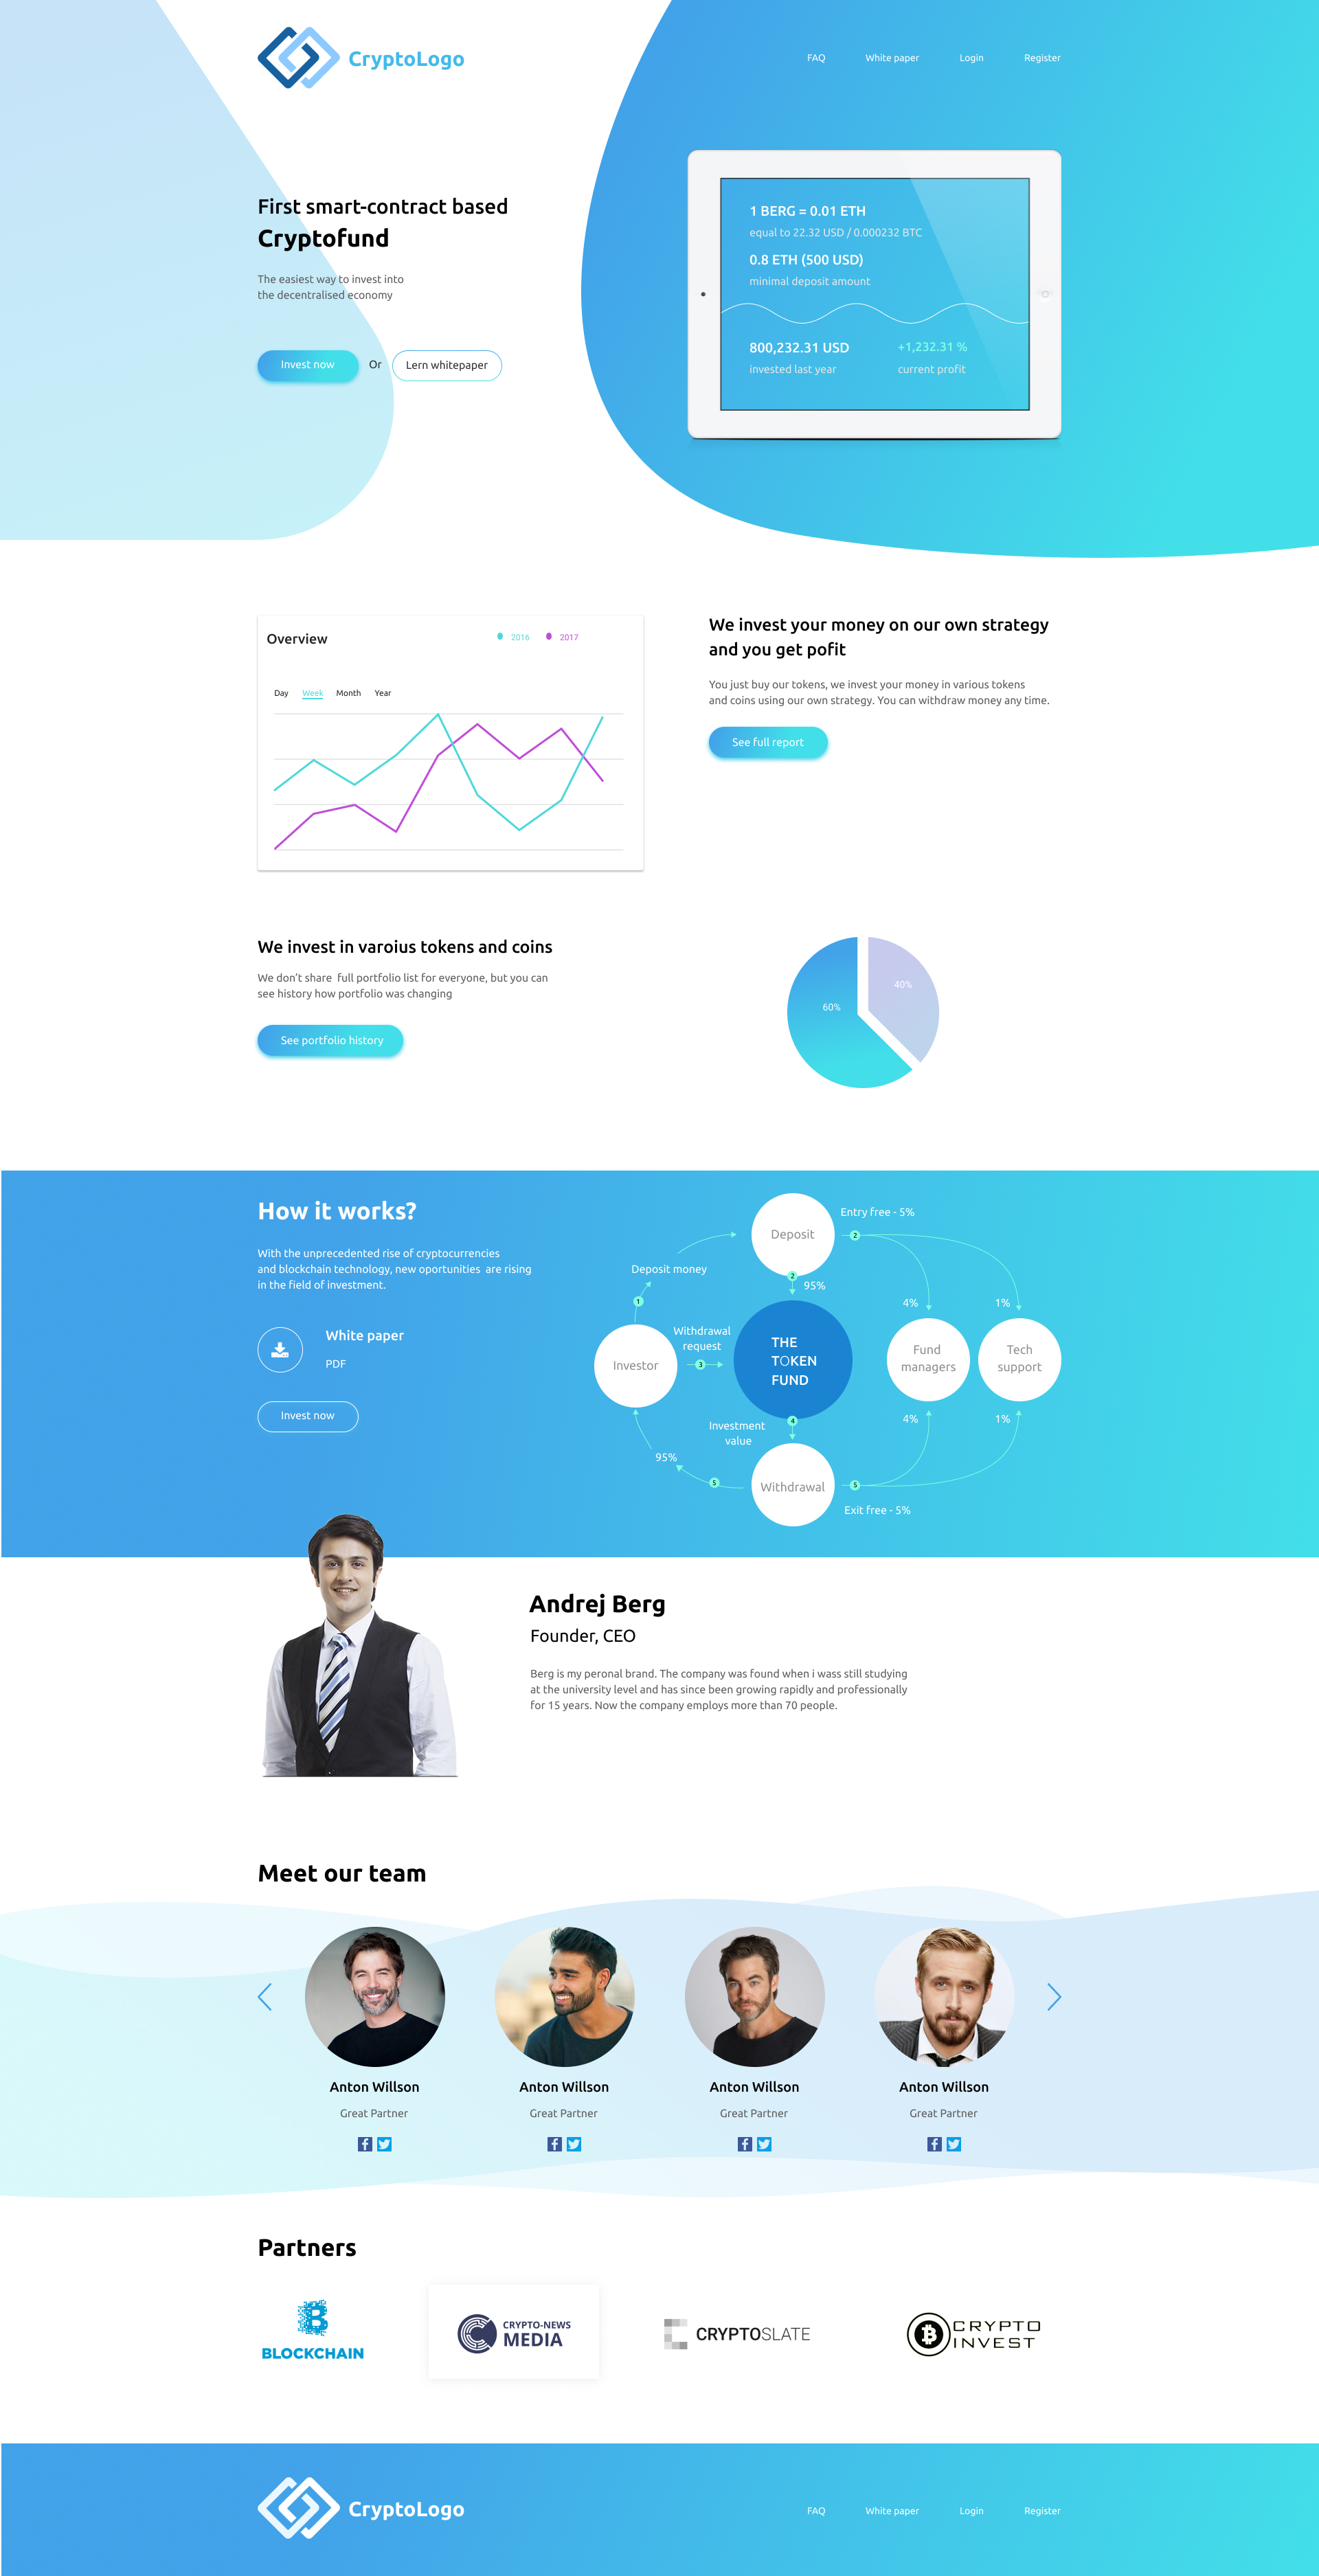 CryptoLogo
FAQ
White paper
Login
Register
First smart-contract based
Cryptofund
The easiest way to invest into
the decentralised economy
Invest now
Or
Lern whitepaper
1 BERG = 0.01 ETH
equal to 22.32 USD / 0.000232 BTC
0.8 ETH (500 USD)
minimal deposit amount
800,232.31 USD
+1,232.31 %
invested last year
current profit
Overview
2016
2017
Day
Week
Month
Year
We invest your money on our own strategy
and you get pofit
You just buy our tokens, we invest your money in various tokens
and coins using our own strategy. You can withdraw money any time.
See full report
We invest in varoius tokens and coins
We don't share full portfolio list for everyone, but you can
see history how portfolio was changing
See portfolio history
60%
40%
How it works?
With the unprecedented rise of cryptocurrencies
and blockchain technology, new oportunities are rising
in the field of investment.
White paper
PDF
Invest now
Deposit
Entry free - 5%
2
Deposit money
2
95%
1
4%
1%
Withdrawal
request
3
Investor
THE
TOKEN
FUND
Fund
managers
Tech
support
Investment
value
4
4%
1%
95%
5
Withdrawal
5
Exit free - 5%
Andrej Berg
Founder, CEO
Berg is my peronal brand. The company was found when i wass still studying
at the university level and has since been growing rapidly and professionally
for 15 years. Now the company employs more than 70 people.
Meet our team
Anton Willson
Great Partner
Anton Willson
Great Partner
Anton Willson
Great Partner
Anton Willson
Great Partner
Partners
BLOCKCHAIN
CRYPTO-NEWS
MEDIA
CRYPTOSLATE
CRYPTO
INVEST
CryptoLogo
FAQ
White paper
Login
Register